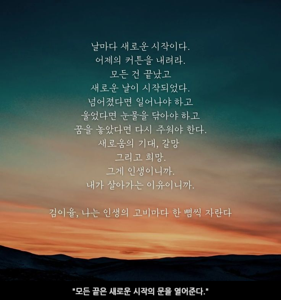 날마다 새로운 시작이다.
어제의 커튼을 내려라.
모든 건 끝났고
새로운 날이 시작되었다.
넘어졌다면 일어나야 하고
울었다면 눈물을 닦아야 하고
꿈을 놓았다면 다시 주워야 한다.
새로움의 기대, 갈망
그리고 희망.
그게 인생이니까.
내가 살아가는 이유이니까.
김이율, 나는 인생의 고비마다 한 뼘씩 자란다
"모든 끝은 새로운 시작의 문을 열어준다."